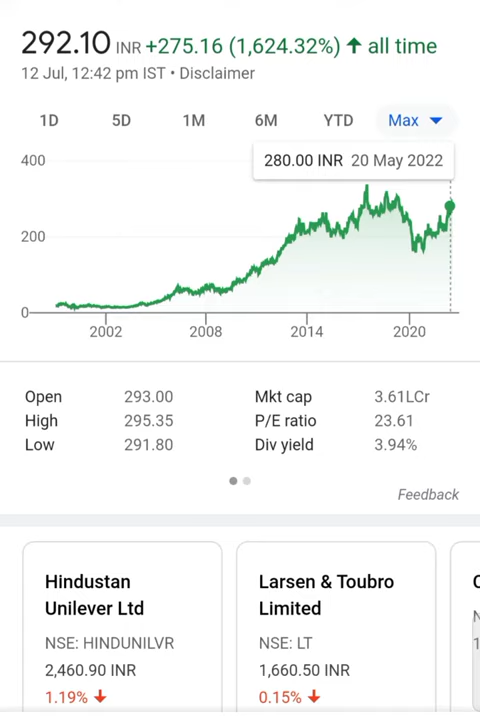 292.10 INR +275.16 (1,624.32%) ↑ all time
12 Jul, 12:42 pm IST • Disclaimer
1D 5D 1M 6M YTD Max
280.00 INR 20 May 2022
400
200
0
2002 2008 2014 2020
Open 293.00 Mkt cap 3.61LCr
High 295.35 P/E ratio 23.61
Low 291.80 Div yield 3.94%
Feedback
Hindustan
Unilever Ltd
NSE: HINDUNILVR
2,460.90 INR
1.19% ↓
Larsen & Toubro
Limited
NSE: LT
1,660.50 INR
0.15% ↓